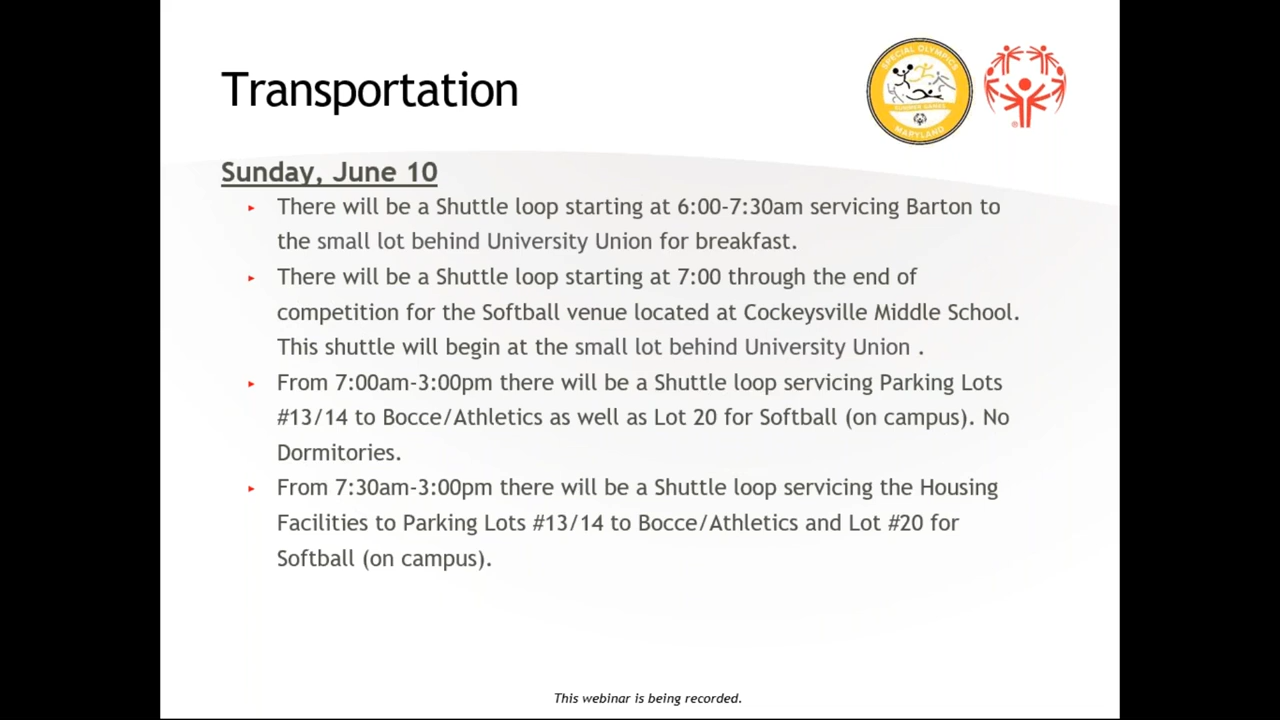 Transportation
SPECIAL OLYMPICS
SUMMER GAMES
MARYLAND
®
Sunday, June 10
There will be a Shuttle loop starting at 6:00-7:30am servicing Barton to
the small lot behind University Union for breakfast.
There will be a Shuttle loop starting at 7:00 through the end of
competition for the Softball venue located at Cockeysville Middle School.
This shuttle will begin at the small lot behind University Union .
From 7:00am-3:00pm there will be a Shuttle loop servicing Parking Lots
#13/14 to Bocce/Athletics as well as Lot 20 for Softball (on campus). No
Dormitories.
From 7:30am-3:00pm there will be a Shuttle loop servicing the Housing
Facilities to Parking Lots #13/14 to Bocce/Athletics and Lot #20 for
Softball (on campus).
This webinar is being recorded.